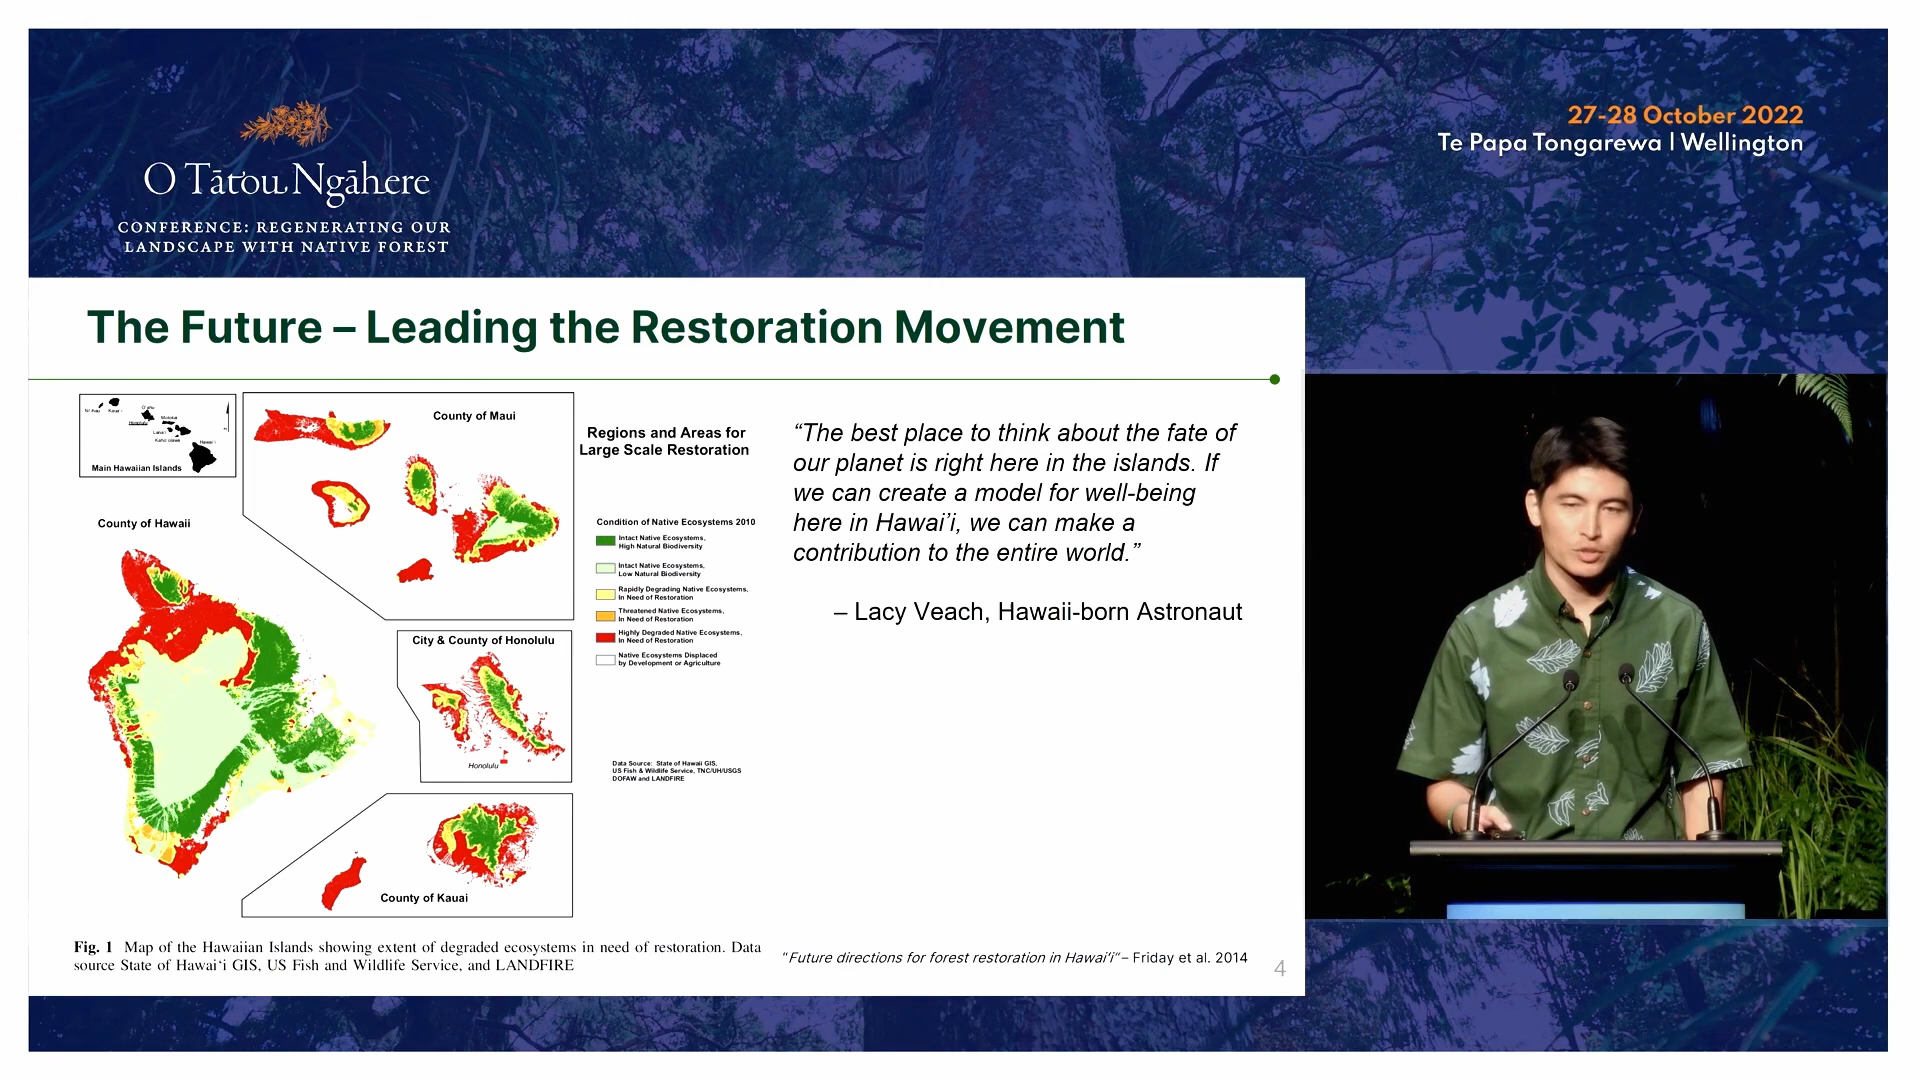 O Tātou Ngāhere
CONFERENCE: REGENERATING OUR
LANDSCAPE WITH NATIVE FOREST
27-28 October 2022
Te Papa Tongarewa | Wellington
The Future – Leading the Restoration Movement
Main Hawaiian Islands
County of Maui
Regions and Areas for
Large Scale Restoration
County of Hawaii
Condition of Native Ecosystems 2010
Intact Native Ecosystems,
High Natural Biodiversity
Intact Native Ecosystems,
Low Natural Biodiversity
Rapidly Degrading Native Ecosystems,
In Need of Restoration
Threatened Native Ecosystems,
In Need of Restoration
Highly Degraded Native Ecosystems,
In Need of Restoration
Native Ecosystems Displaced
by Development or Agriculture
City & County of Honolulu
Honolulu
Data Source: State of Hawaii GIS,
US Fish & Wildlife Service, TNC/UH/USGS
DOFAW and LANDFIRE
County of Kauai
Fig. 1 Map of the Hawaiian Islands showing extent of degraded ecosystems in need of restoration. Data
source State of Hawai‘i GIS, US Fish and Wildlife Service, and LANDFIRE
“The best place to think about the fate of
our planet is right here in the islands. If
we can create a model for well-being
here in Hawai’i, we can make a
contribution to the entire world.”
– Lacy Veach, Hawaii-born Astronaut
"Future directions for forest restoration in Hawai‘i” – Friday et al. 2014
4